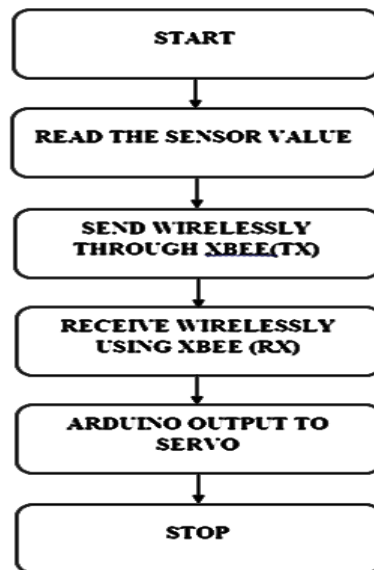 START
READ THE SENSOR VALUE
SEND WIRELESSLY
THROUGH XBEE(TX)
RECEIVE WIRELESSLY
USING XBEE (RX)
ARDUINO OUTPUT TO
SERVO
STOP